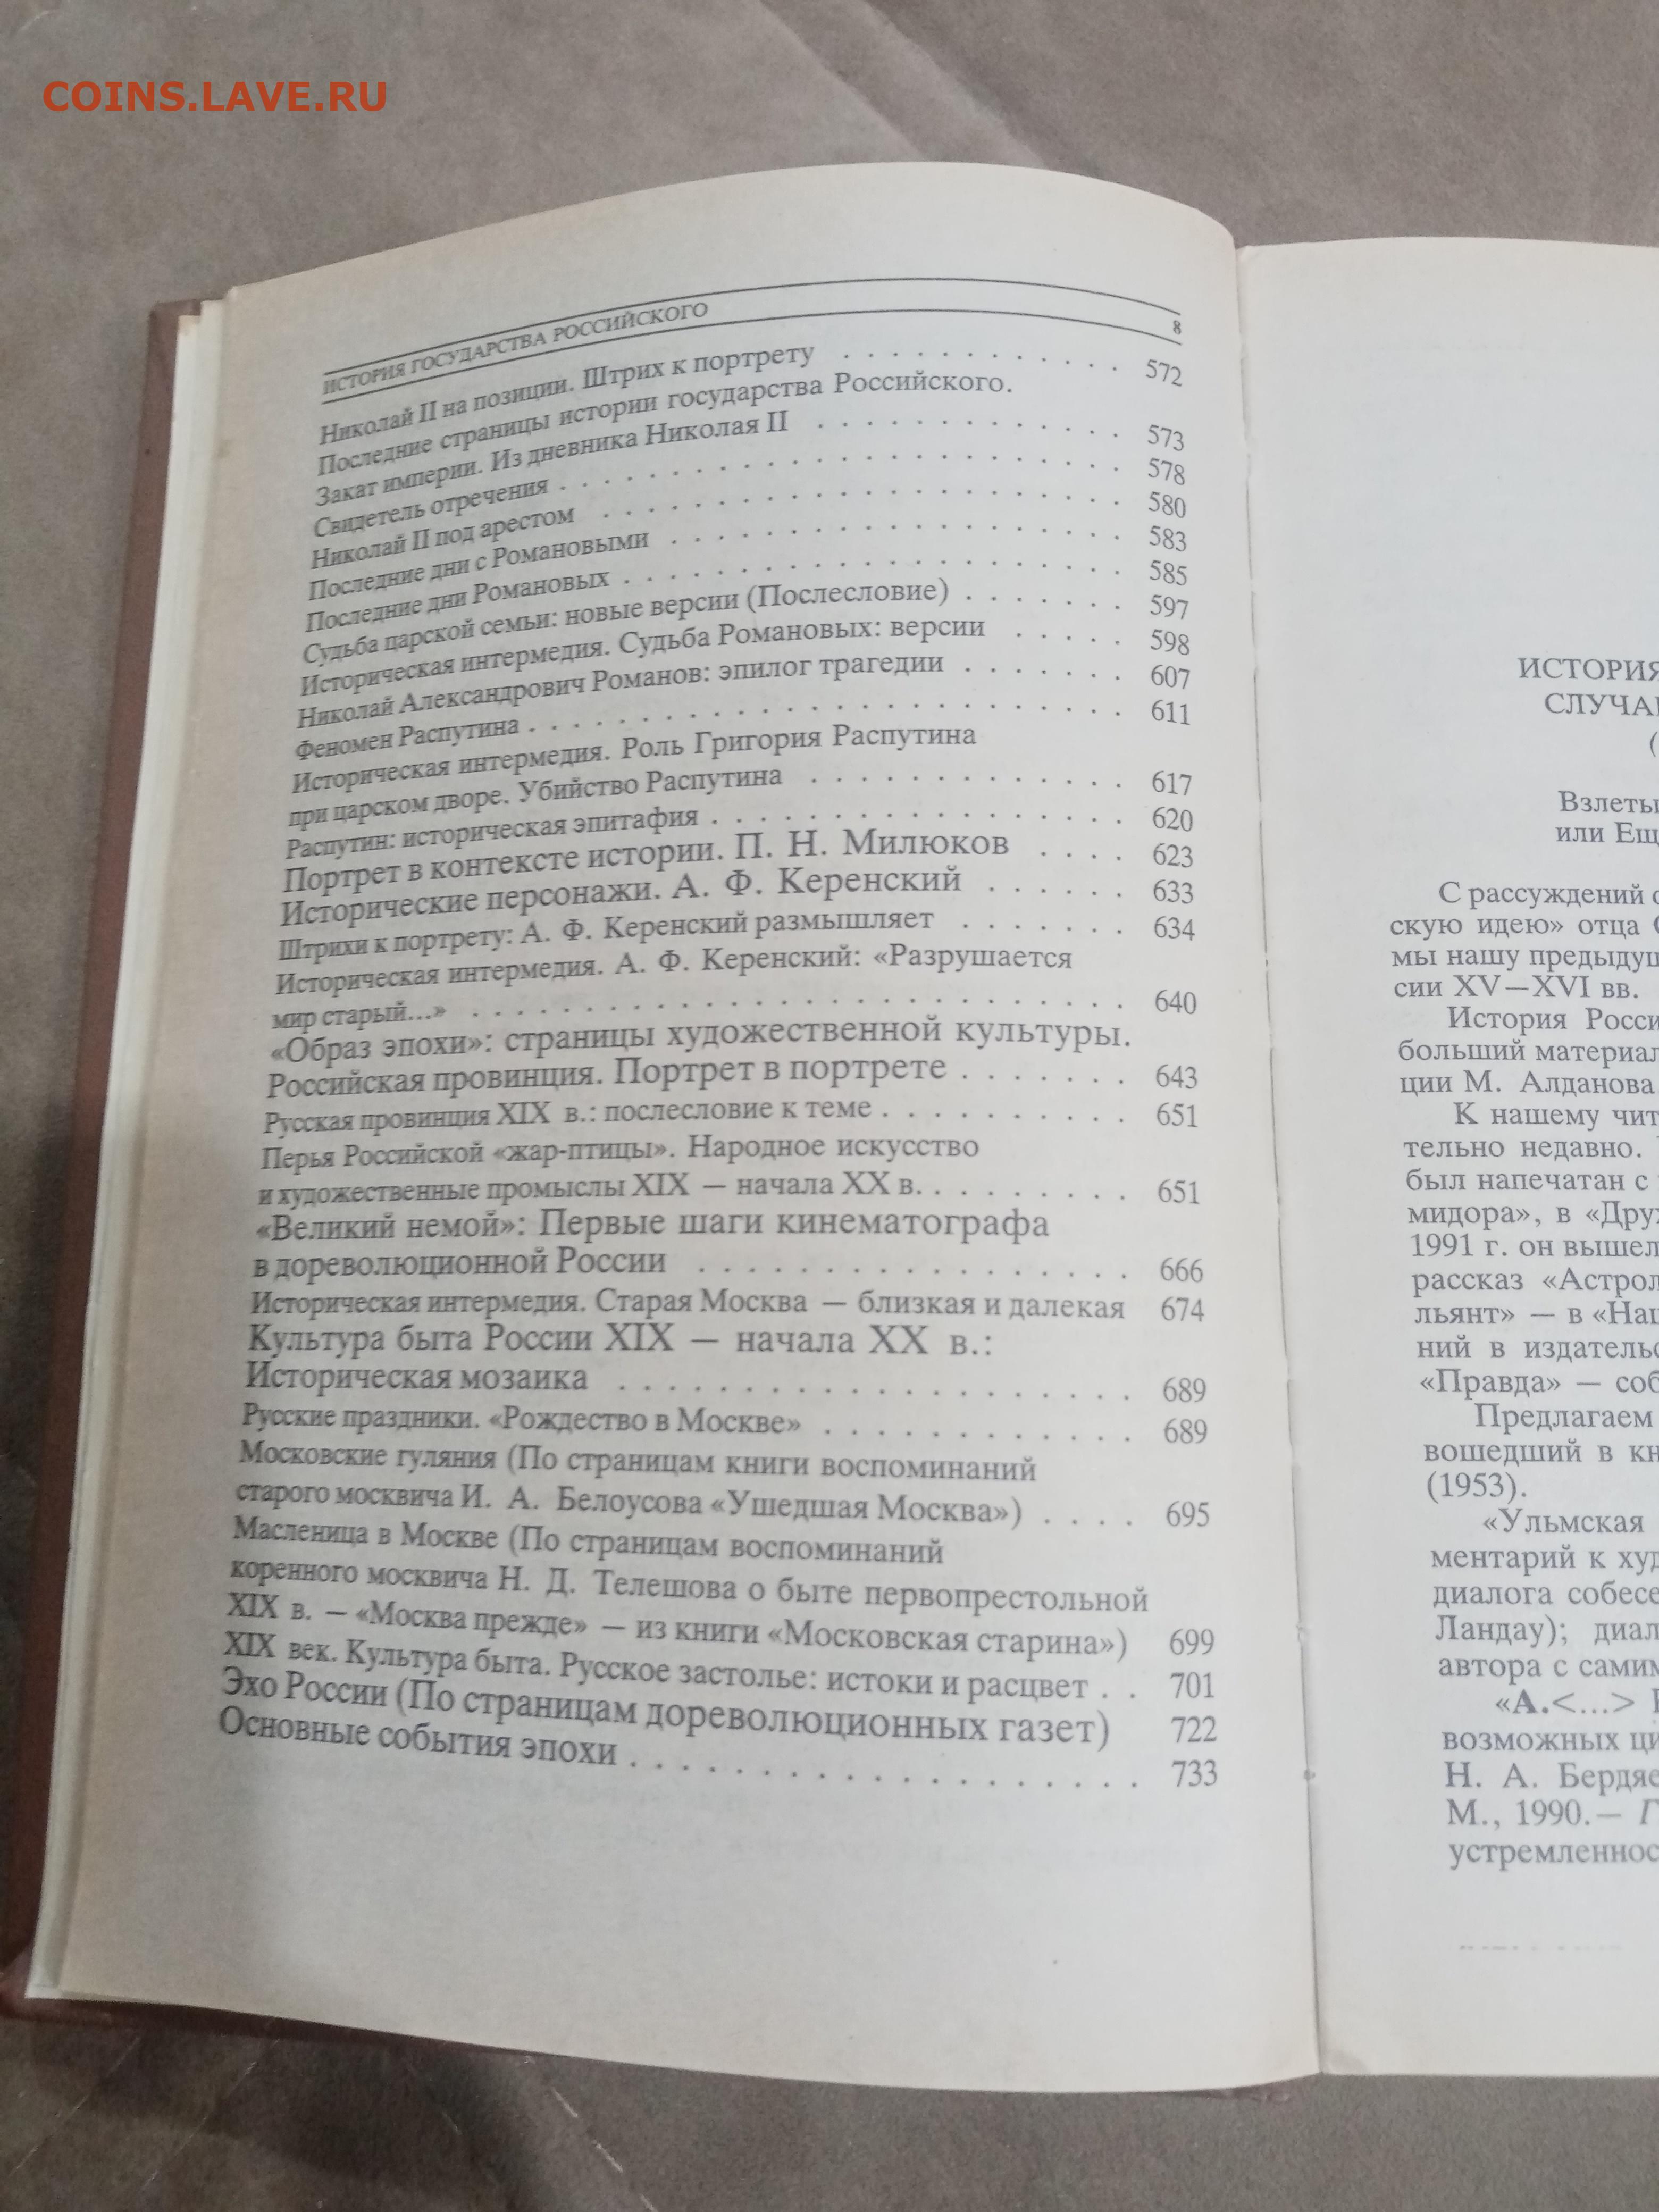 COINS.LAVE.RU
ИСТОРИЯ ГОСУДАРСТВА РОССИЙСКОГО 8
Николай II на позиции. Штрих к портрету . . . . . . . . . . . 572
Последние страницы истории государства Российского.
Закат империи. Из дневника Николая II . . . . . . . . . . . . 573
Свидетель отречения . . . . . . . . . . . . . . . . . . . . . . 578
Николай II под арестом . . . . . . . . . . . . . . . . . . . . 580
Последние дни с Романовыми . . . . . . . . . . . . . . . . . 583
Последние дни Романовых . . . . . . . . . . . . . . . . . . . 585
Судьба царской семьи: новые версии (Послесловие) . . . . . . . 597
Историческая интермедия. Судьба Романовых: версии . . . . . 598
Николай Александрович Романов: эпилог трагедии . . . . . . . 607
Феномен Распутина . . . . . . . . . . . . . . . . . . . . . . . 611
Историческая интермедия. Роль Григория Распутина
при царском дворе. Убийство Распутина . . . . . . . . . . . . 617
Распутин: историческая эпитафия . . . . . . . . . . . . . . . . 620
Портрет в контексте истории. П. Н. Милюков . . . . 623
Исторические персонажи. А. Ф. Керенский . . . . . . 633
Штрихи к портрету: А. Ф. Керенский размышляет . . . . . . . 634
Историческая интермедия. А. Ф. Керенский: «Разрушается
мир старый...» . . . . . . . . . . . . . . . . . . . . . . . . . 640
«Образ эпохи»: страницы художественной культуры.
Российская провинция. Портрет в портрете . . . . . . . 643
Русская провинция XIX в.: послесловие к теме . . . . . . . . . 651
Перья Российской «жар-птицы». Народное искусство
и художественные промыслы XIX — начала XX в. . . . . . . . . 651
«Великий немой»: Первые шаги кинематографа
в дореволюционной России . . . . . . . . . . . . . . . . . 666
Историческая интермедия. Старая Москва — близкая и далекая 674
Культура быта России XIX — начала XX в.:
Историческая мозаика . . . . . . . . . . . . . . . . . . . . 689
Русские праздники. «Рождество в Москве» . . . . . . . . . . . . 689
Московские гуляния (По страницам книги воспоминаний
старого москвича И. А. Белоусова «Ушедшая Москва») . . . . 695
Масленица в Москве (По страницам воспоминаний
коренного москвича Н. Д. Телешова о быте первопрестольной
XIX в. — «Москва прежде» — из книги «Московская старина») 699
XIX век. Культура быта. Русское застолье: истоки и расцвет . . 701
Эхо России (По страницам дореволюционных газет) 722
Основные события эпохи . . . . . . . . . . . . . . . . . . . . 733
ИСТОРИЯ
СЛУЧА
(
Взлеты
или Ещ
С рассуждений
скую идею» отца
мы нашу предыдущ
сии XV—XVI вв.
История Росси
больший материал
ции М. Алданова
К нашему чит
тельно недавно.
был напечатан с
мидора», в «Дру
1991 г. он вышел
рассказ «Астрол
льянт» — в «На
ний в издательс
«Правда» — соб
Предлагаем
вошедший в кн
(1953).
«Ульмская
ментарий к худ
диалога собесе
Ландау); диал
автора с самим
«А.<...>
возможных ци
Н. А. Бердяе
М., 1990.—
устремленнос